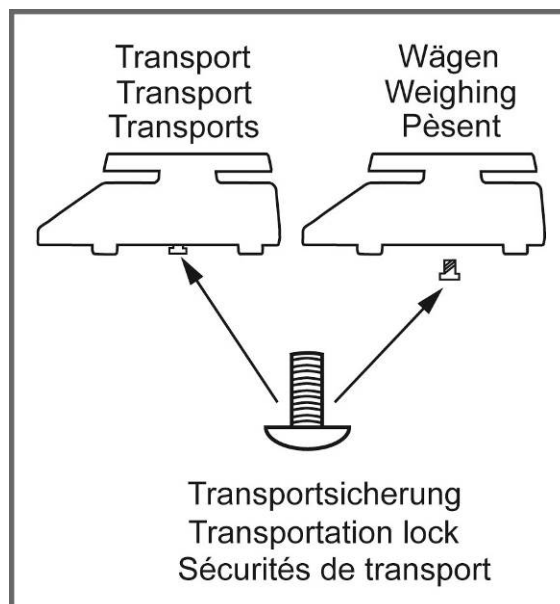 Transport
Transport
Transports
Wägen
Weighing
Pèsent
Transportsicherung
Transportation lock
Sécurités de transport